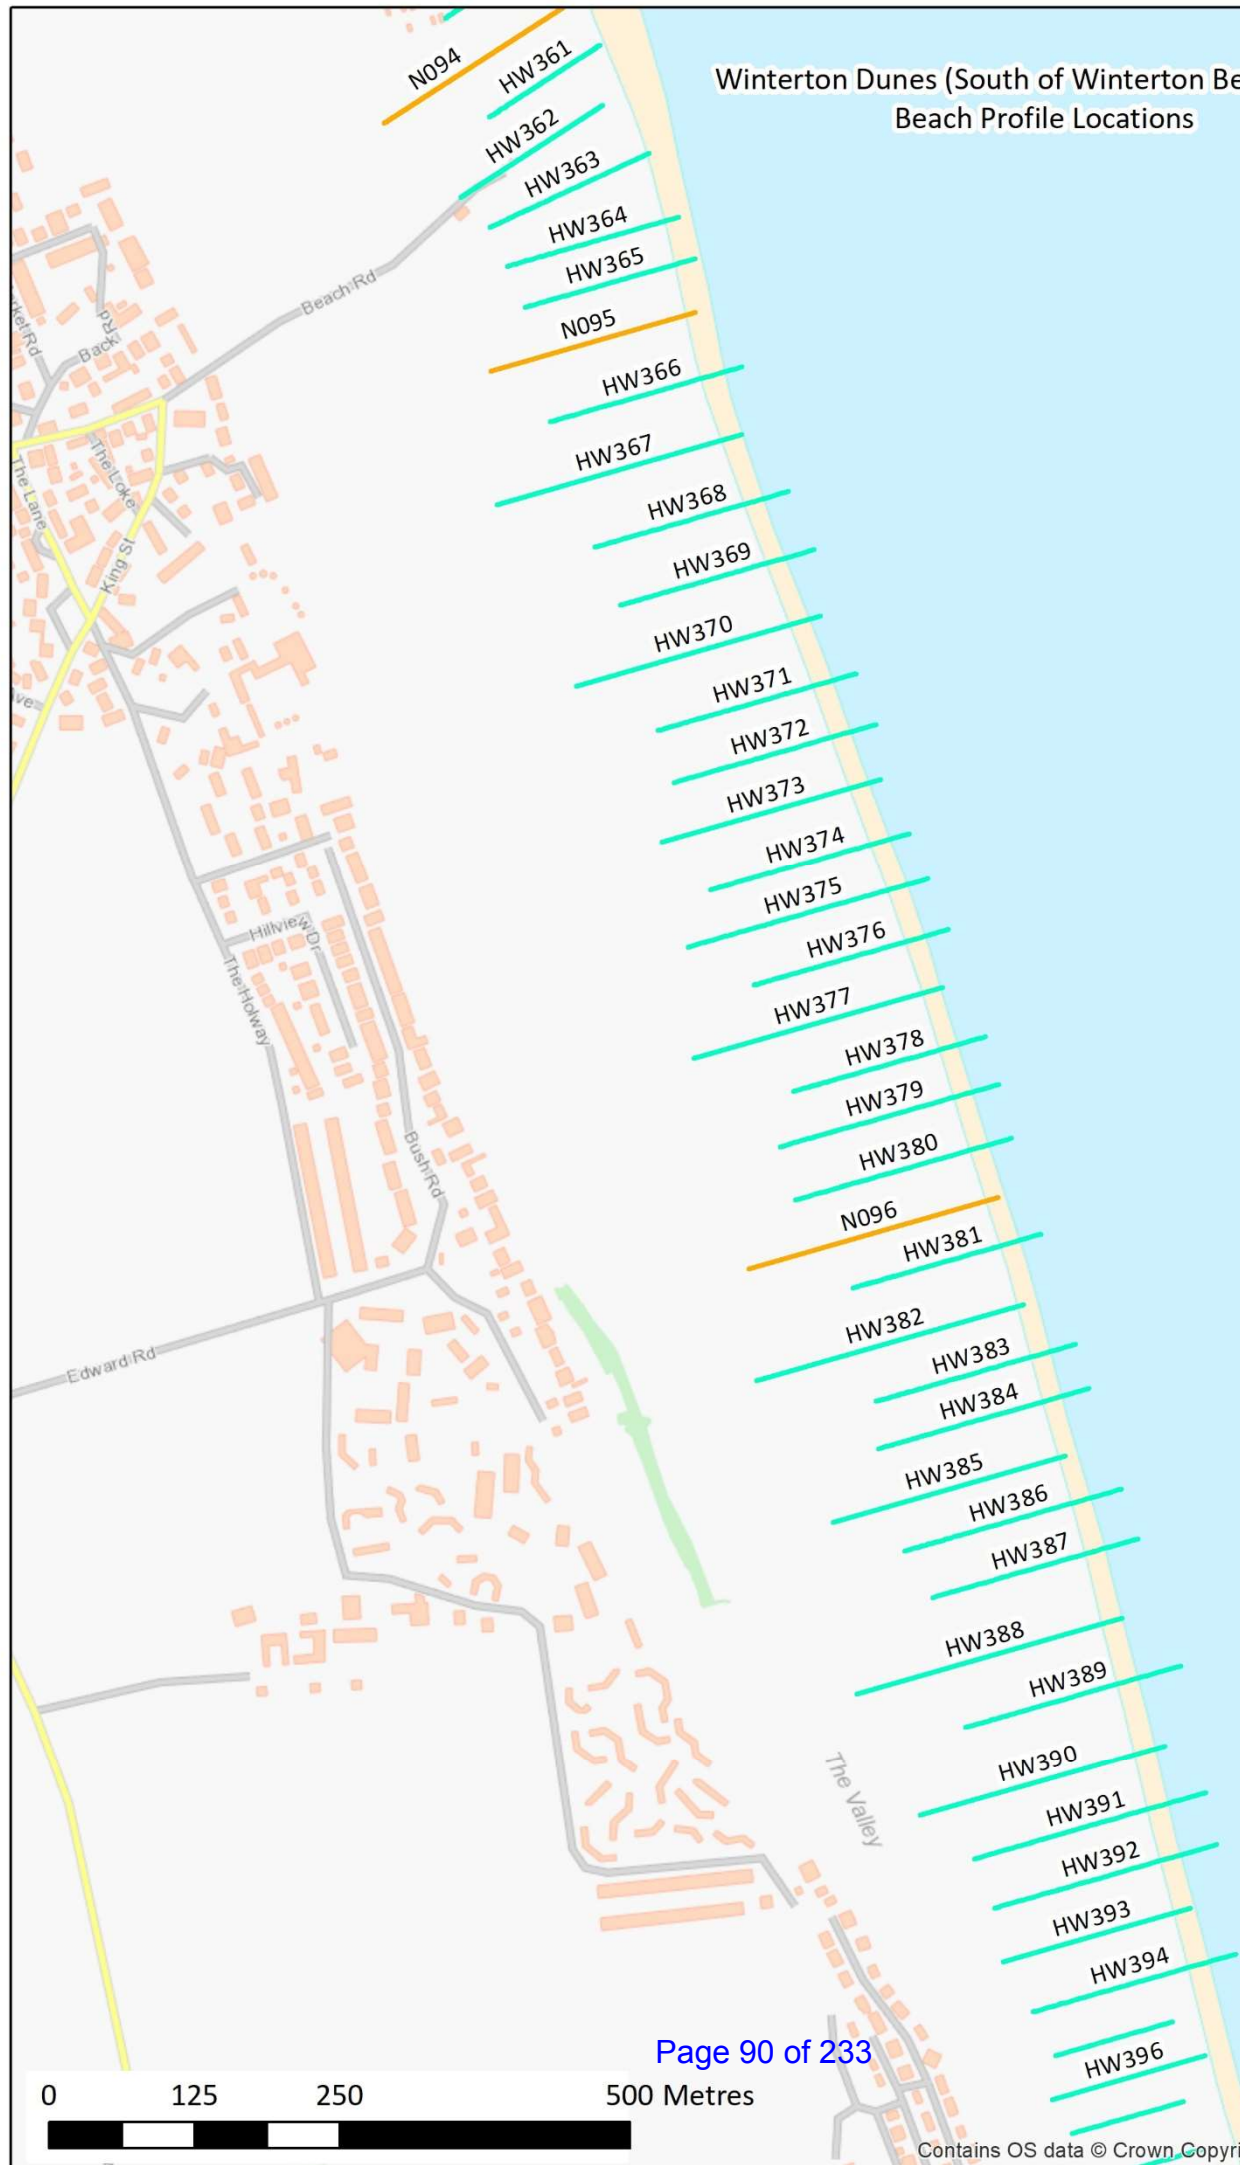 Winterton Dunes (South of Winterton Be
Beach Profile Locations
N094
HW361
HW362
HW363
HW364
HW365
Beach Rd
N095
rket Rd
Back
Rd
HW366
HW367
The Loke
The Lane
HW368
King St
HW369
HW370
HW371
ve
HW372
HW373
HW374
HW375
Hillview Dr
HW376
The Holway
HW377
HW378
HW379
HW380
Bush Rd
N096
HW381
HW382
HW383
Edward Rd
HW384
HW385
HW386
HW387
HW388
HW389
HW390
The Valley
HW391
HW392
HW393
HW394
Page 90 of 233
HW396
0 125 250 500 Metres
Contains OS data © Crown Copyri